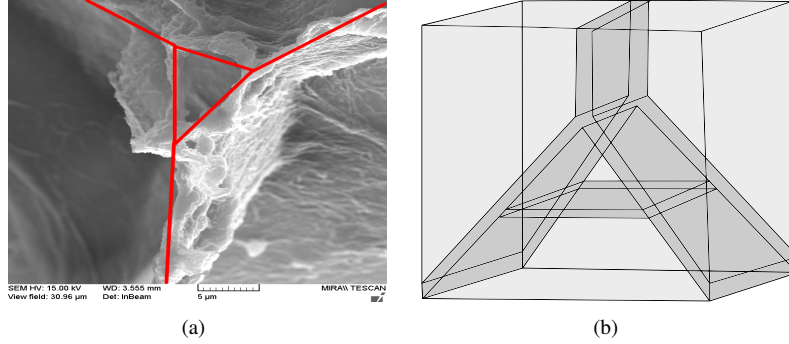 SEM HV: 15.00 kV WD: 3.555 mm MIRA\\ TESCAN
View field: 30.96 µm Det: InBeam 5 µm
(a) (b)